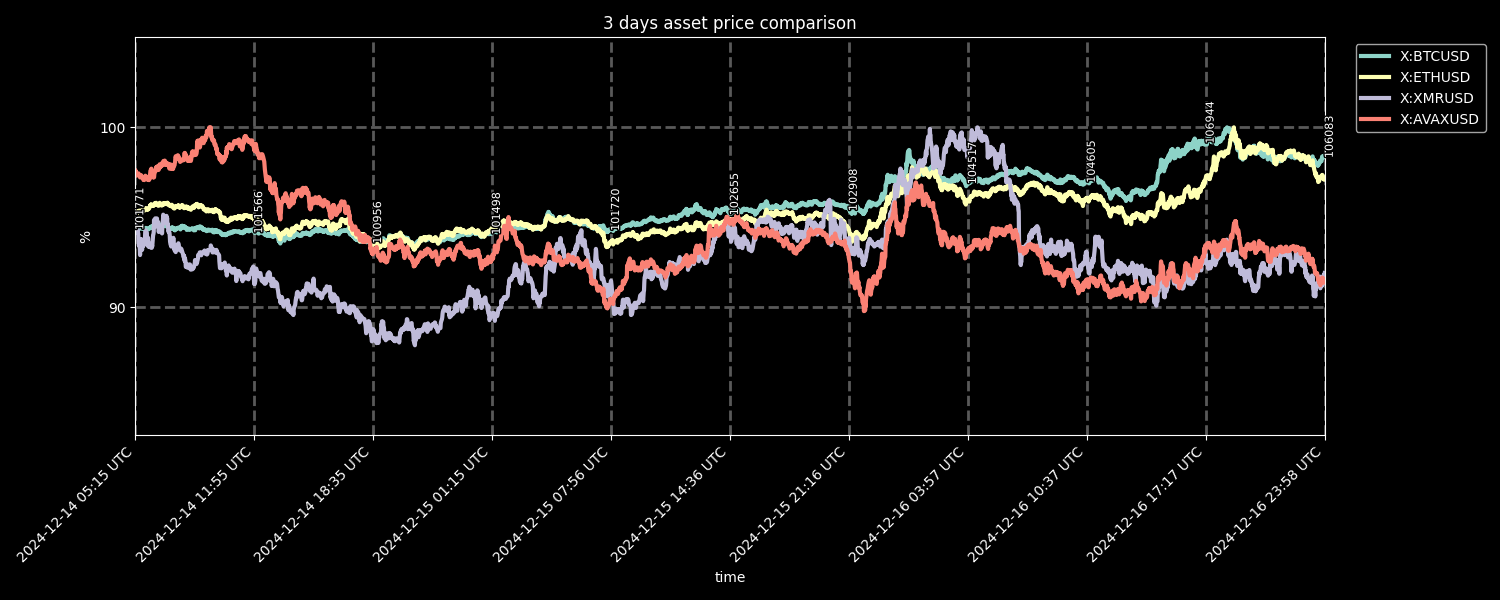 3 days asset price comparison
X:BTCUSD
X:ETHUSD
X:XMRUSD
X:AVAXUSD
100
90
%
101771
101566
100956
101498
101720
102655
102908
104517
104605
106944
106083
2024-12-14 05:15 UTC
2024-12-14 11:55 UTC
2024-12-14 18:35 UTC
2024-12-15 01:15 UTC
2024-12-15 07:56 UTC
2024-12-15 14:36 UTC
2024-12-15 21:16 UTC
2024-12-16 03:57 UTC
2024-12-16 10:37 UTC
2024-12-16 17:17 UTC
2024-12-16 23:58 UTC
time